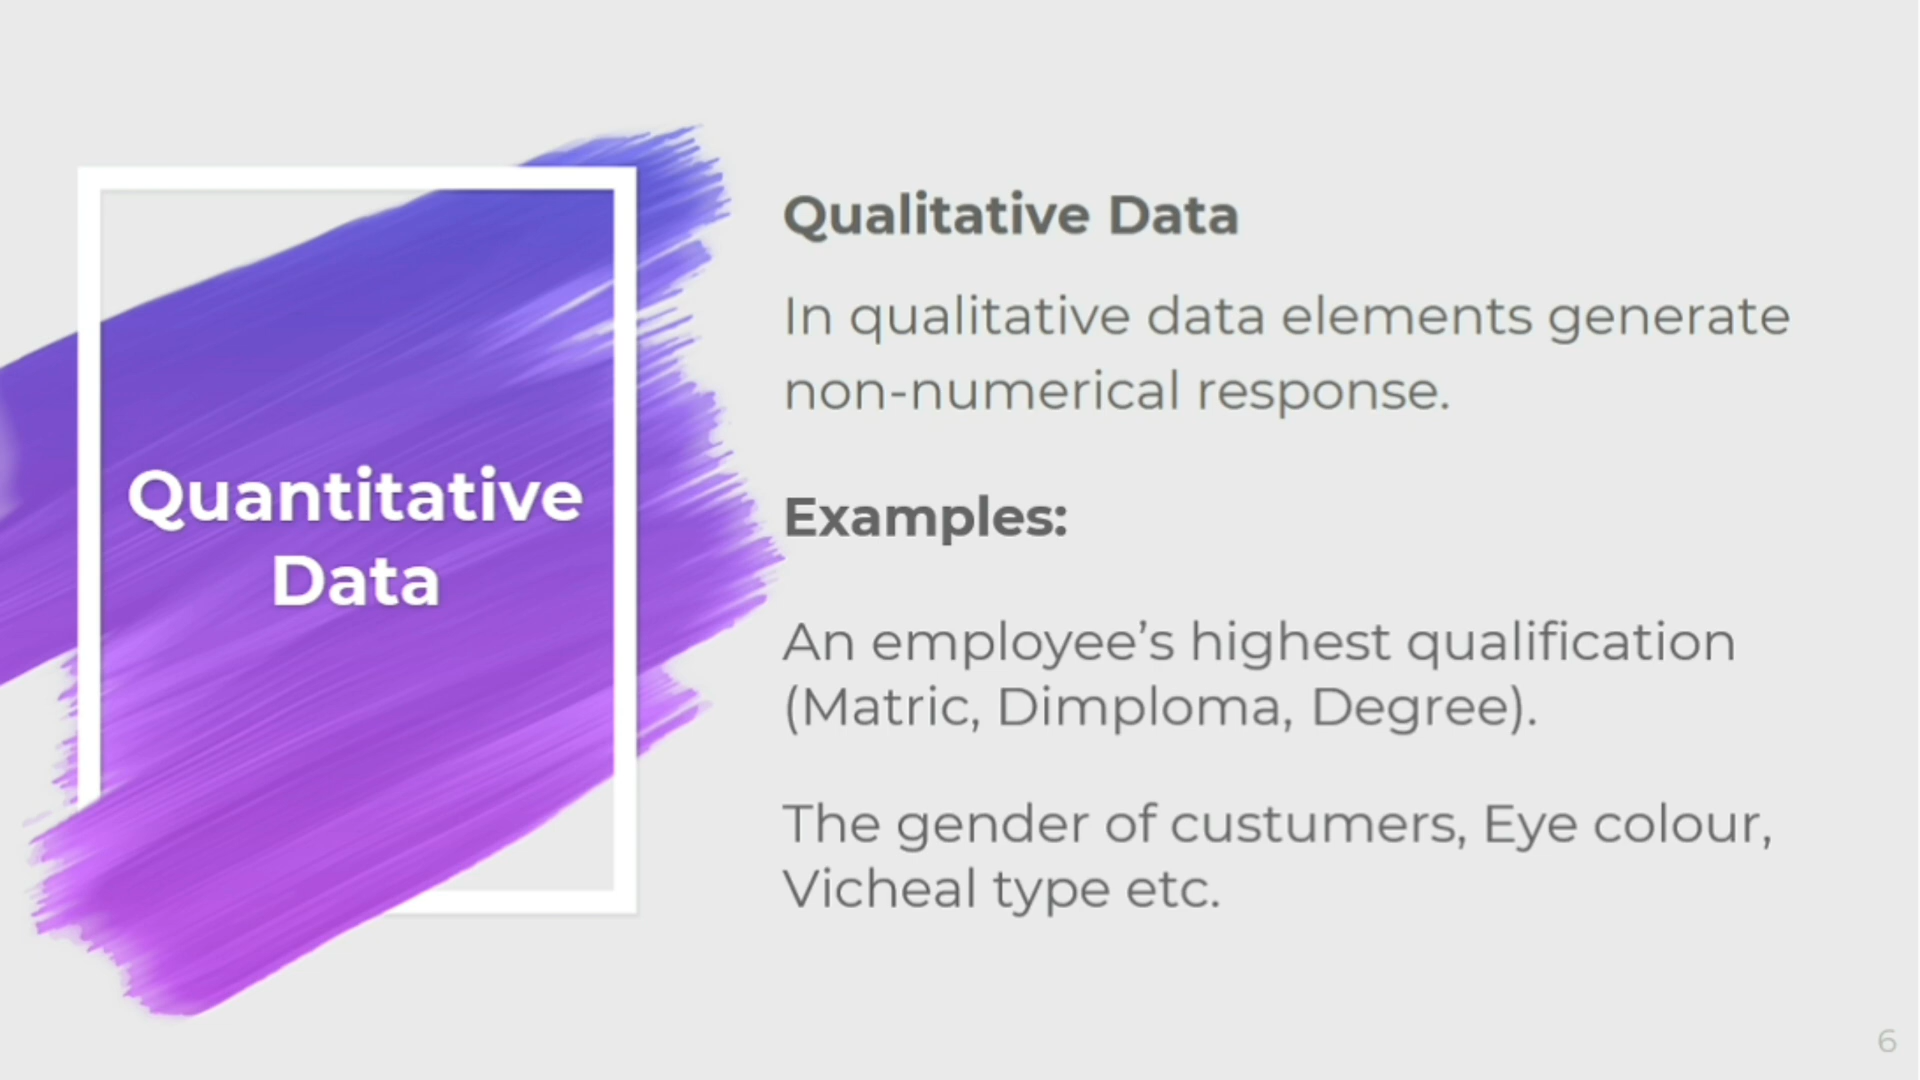 Quantitative
Data
Qualitative Data
In qualitative data elements generate
non-numerical response.
Examples:
An employee’s highest qualification
(Matric, Dimploma, Degree).
The gender of custumers, Eye colour,
Vicheal type etc.
6